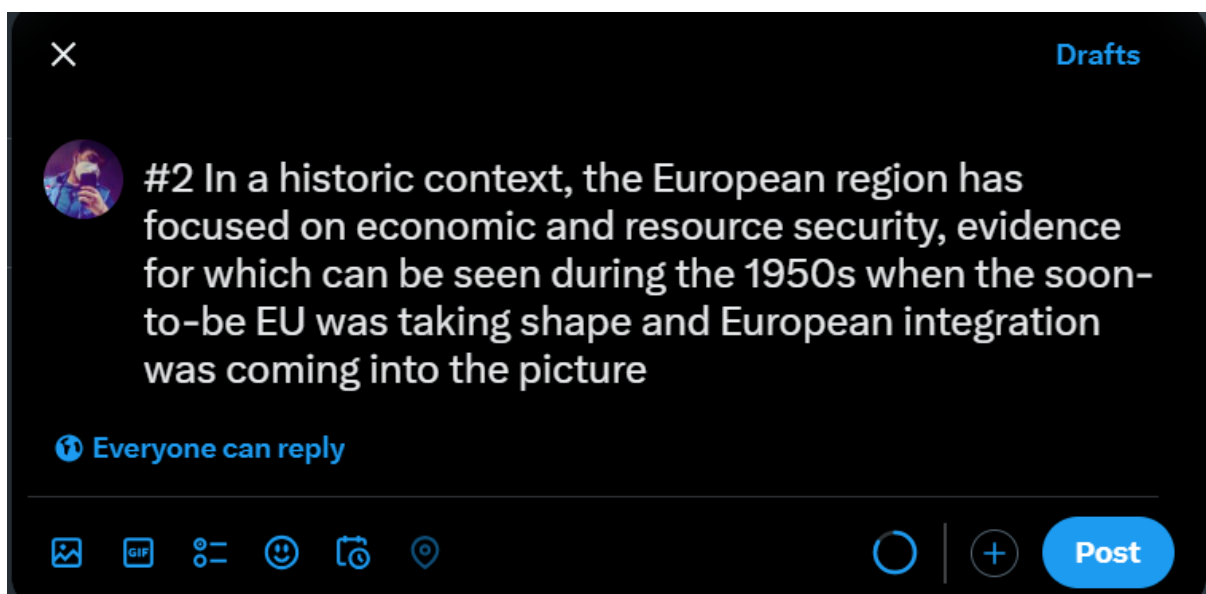 Drafts
#2 In a historic context, the European region has
focused on economic and resource security, evidence
for which can be seen during the 1950s when the soon-
to-be EU was taking shape and European integration
was coming into the picture
Everyone can reply
GIF
Post